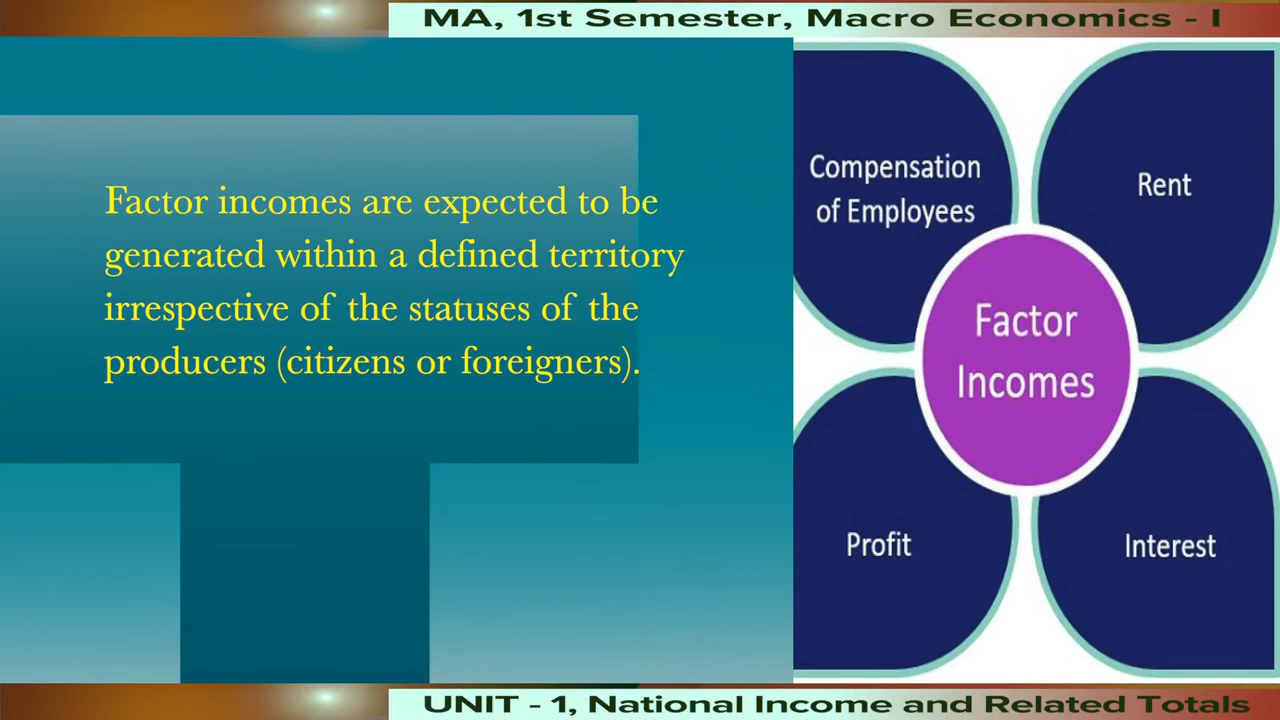 MA, 1st Semester, Macro Economics - I
Factor incomes are expected to be
generated within a defined territory
irrespective of the statuses of the
producers (citizens or foreigners).
Compensation
of Employees
Rent
Factor
Incomes
Profit
Interest
UNIT - 1, National Income and Related Totals